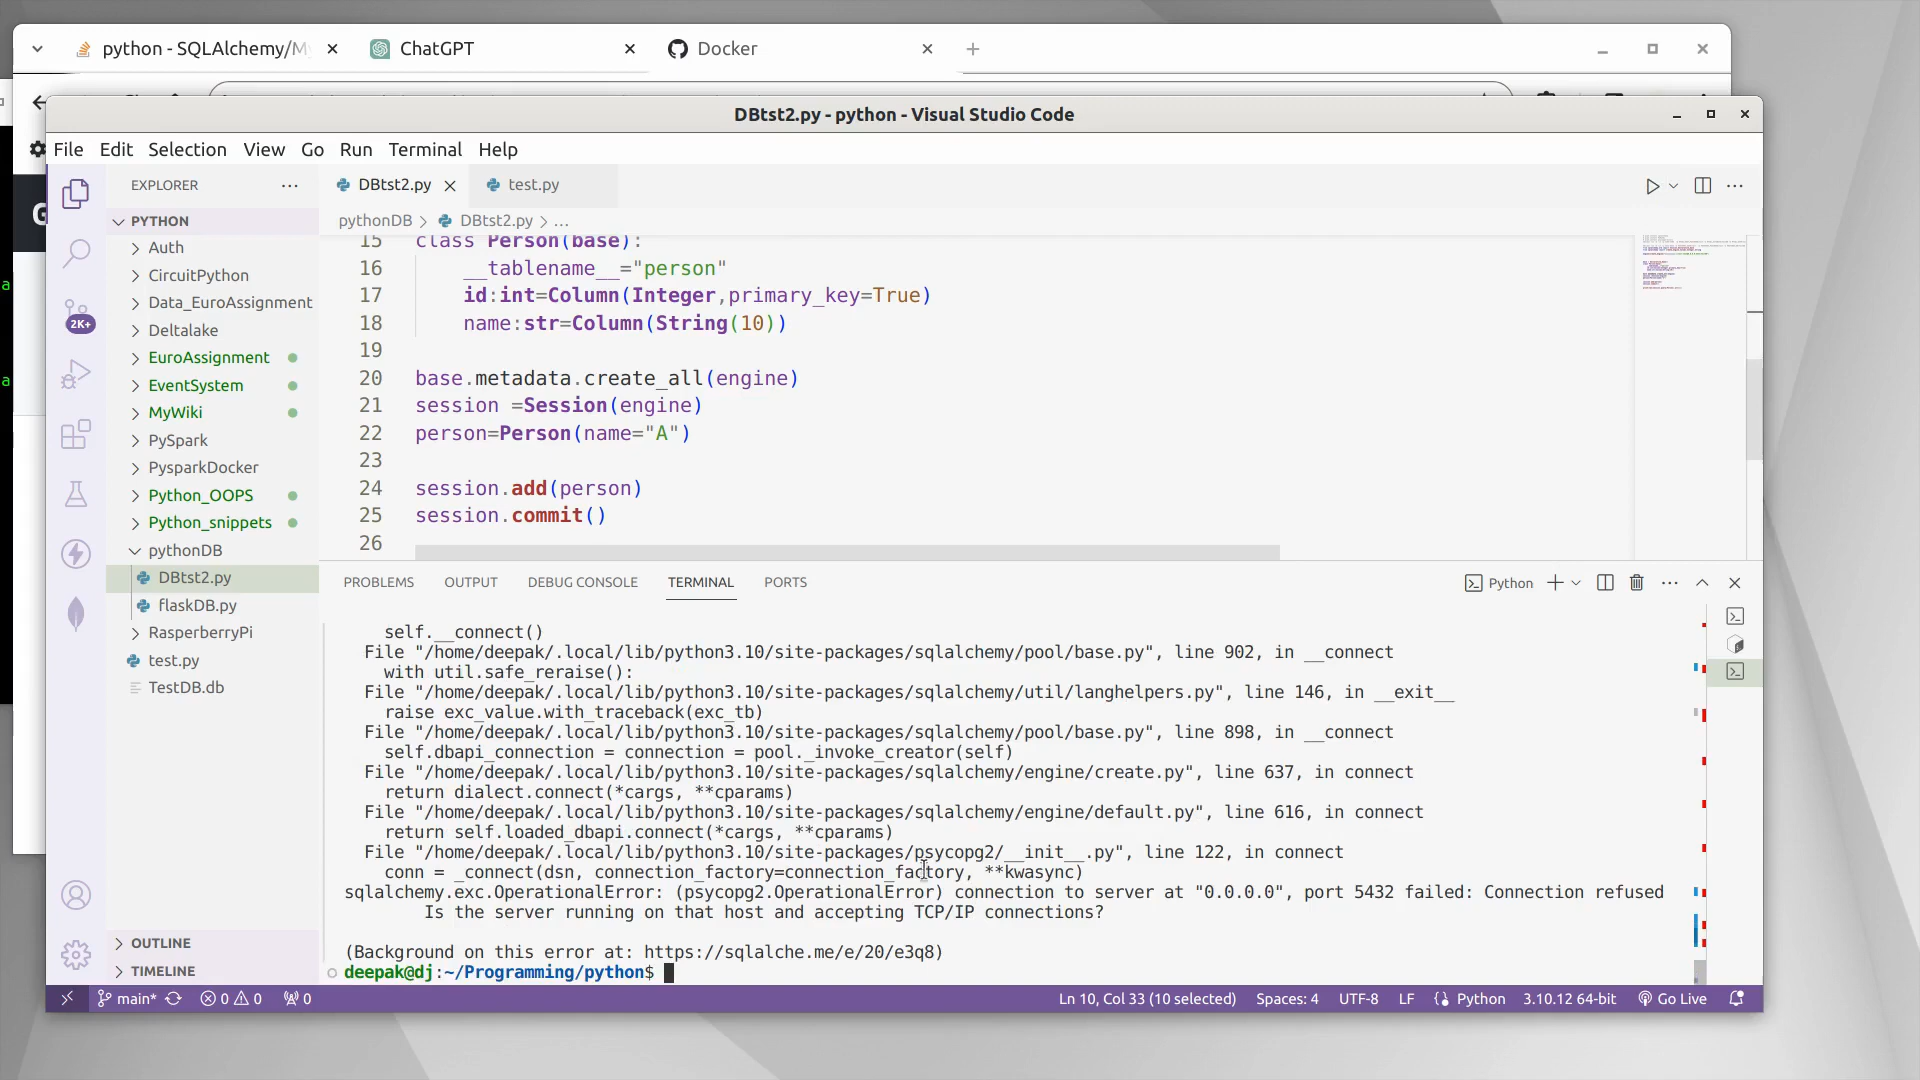 python - SQLAlchemy/My
ChatGPT
Docker
DBtst2.py - python - Visual Studio Code
File Edit Selection View Go Run Terminal Help
EXPLORER
DBtst2.py
test.py
PYTHON
pythonDB > DBtst2.py > ...
Auth
CircuitPython
Data_EuroAssignment
Deltalake
EuroAssignment
EventSystem
MyWiki
PySpark
PysparkDocker
Python_OOPS
Python_snippets
pythonDB
DBtst2.py
flaskDB.py
RasperberryPi
test.py
TestDB.db
OUTLINE
TIMELINE
2K+
15 class Person(base):
16 __tablename__="person"
17 id:int=Column(Integer,primary_key=True)
18 name:str=Column(String(10))
19
20 base.metadata.create_all(engine)
21 session =Session(engine)
22 person=Person(name="A")
23
24 session.add(person)
25 session.commit()
26
PROBLEMS OUTPUT DEBUG CONSOLE TERMINAL PORTS
Python
self.__connect()
File "/home/deepak/.local/lib/python3.10/site-packages/sqlalchemy/pool/base.py", line 902, in __connect
with util.safe_reraise():
File "/home/deepak/.local/lib/python3.10/site-packages/sqlalchemy/util/langhelpers.py", line 146, in __exit__
raise exc_value.with_traceback(exc_tb)
File "/home/deepak/.local/lib/python3.10/site-packages/sqlalchemy/pool/base.py", line 898, in __connect
self.dbapi_connection = connection = pool._invoke_creator(self)
File "/home/deepak/.local/lib/python3.10/site-packages/sqlalchemy/engine/create.py", line 637, in connect
return dialect.connect(*cargs, **cparams)
File "/home/deepak/.local/lib/python3.10/site-packages/sqlalchemy/engine/default.py", line 616, in connect
return self.loaded_dbapi.connect(*cargs, **cparams)
File "/home/deepak/.local/lib/python3.10/site-packages/psycopg2/__init__.py", line 122, in connect
conn = _connect(dsn, connection_factory=connection_factory, **kwasync)
sqlalchemy.exc.OperationalError: (psycopg2.OperationalError) connection to server at "0.0.0.0", port 5432 failed: Connection refused
Is the server running on that host and accepting TCP/IP connections?
(Background on this error at: https://sqlalche.me/e/20/e3q8)
deepak@dj:~/Programming/python$
main* 0 0 0 Ln 10, Col 33 (10 selected) Spaces: 4 UTF-8 LF Python 3.10.12 64-bit Go Live